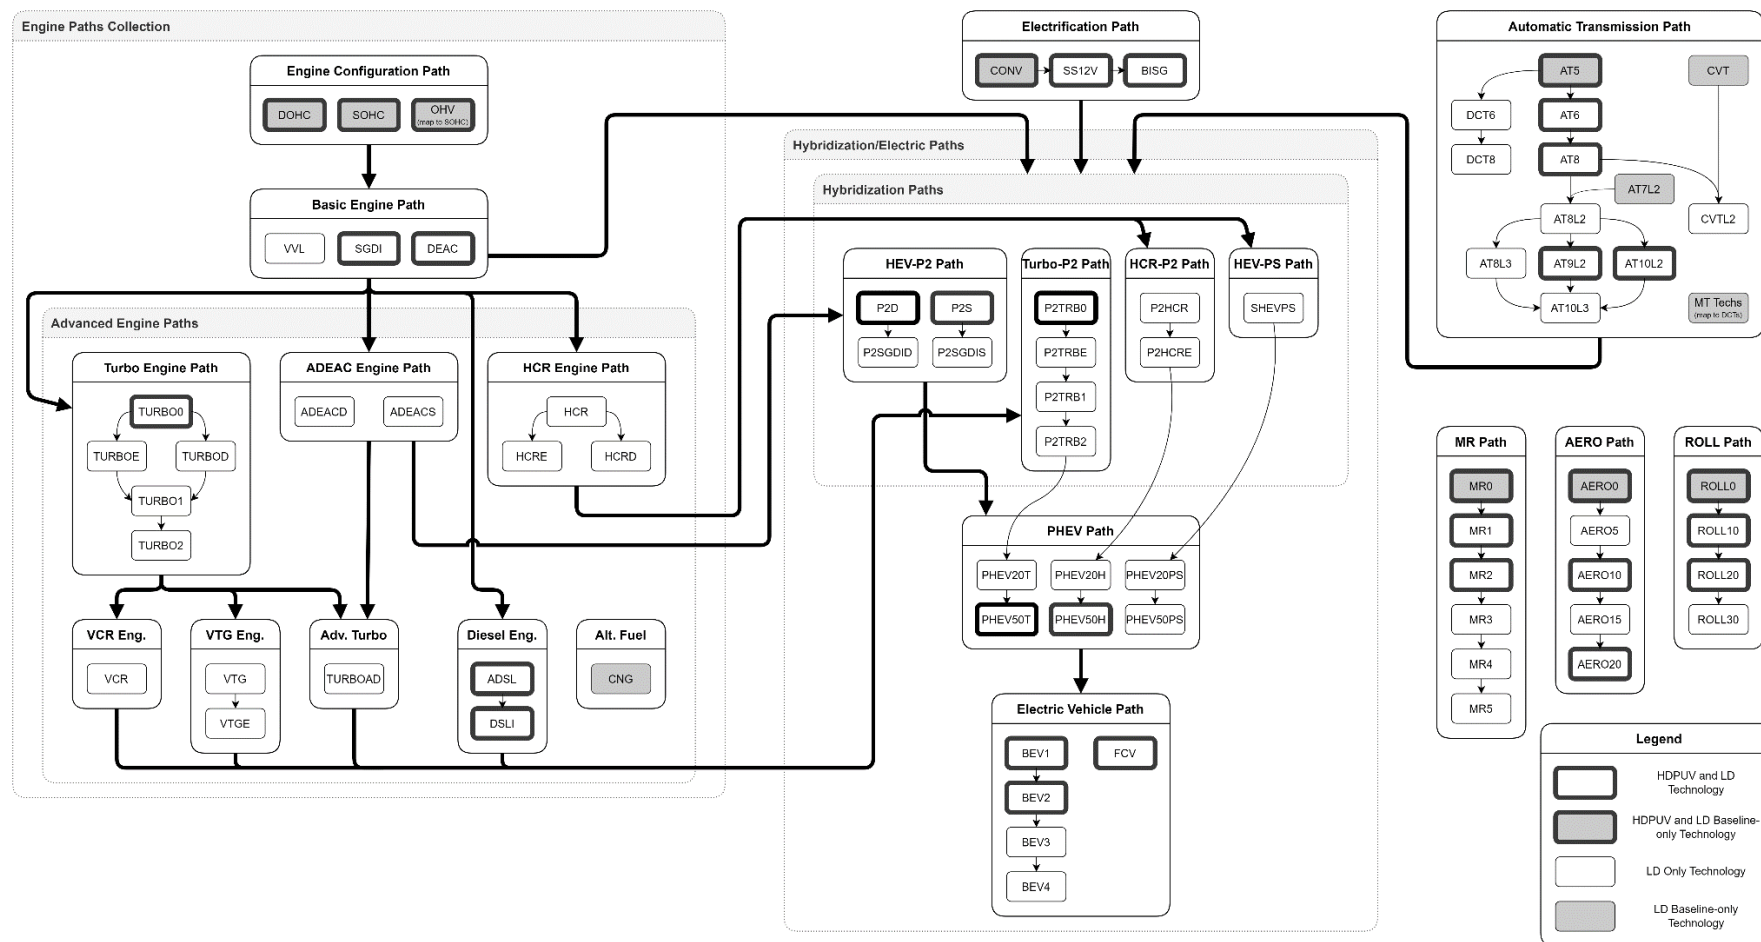 Engine Paths Collection
Engine Configuration Path
DOHC
SOHC
OHV
(map to SOHC)
Basic Engine Path
VVL
SGDI
DEAC
Advanced Engine Paths
Turbo Engine Path
TURBO0
TURBOE
TURBOD
TURBO1
TURBO2
ADEAC Engine Path
ADEACD
ADEACS
HCR Engine Path
HCR
HCRE
HCRD
VCR Eng.
VCR
VTG Eng.
VTG
VTGE
Adv. Turbo
TURBOAD
Diesel Eng.
ADSL
DSLI
Alt. Fuel
CNG
Electrification Path
CONV
SS12V
BISG
Hybridization/Electric Paths
Hybridization Paths
HEV-P2 Path
P2D
P2S
P2SGDID
P2SGDIS
Turbo-P2 Path
P2TRB0
P2TRBE
P2TRB1
P2TRB2
HCR-P2 Path
P2HCR
P2HCRE
HEV-PS Path
SHEVPS
PHEV Path
PHEV20T
PHEV20H
PHEV20PS
PHEV50T
PHEV50H
PHEV50PS
Electric Vehicle Path
BEV1
FCV
BEV2
BEV3
BEV4
Automatic Transmission Path
AT5
CVT
DCT6
AT6
DCT8
AT8
AT7L2
AT8L2
CVTL2
AT8L3
AT9L2
AT10L2
AT10L3
MT Techs
(map to DCTs)
MR Path
MR0
MR1
MR2
MR3
MR4
MR5
AERO Path
AERO0
AERO5
AERO10
AERO15
AERO20
ROLL Path
ROLL0
ROLL10
ROLL20
ROLL30
Legend
HDPUV and LD
Technology
HDPUV and LD Baseline-
only Technology
LD Only Technology
LD Baseline-only
Technology